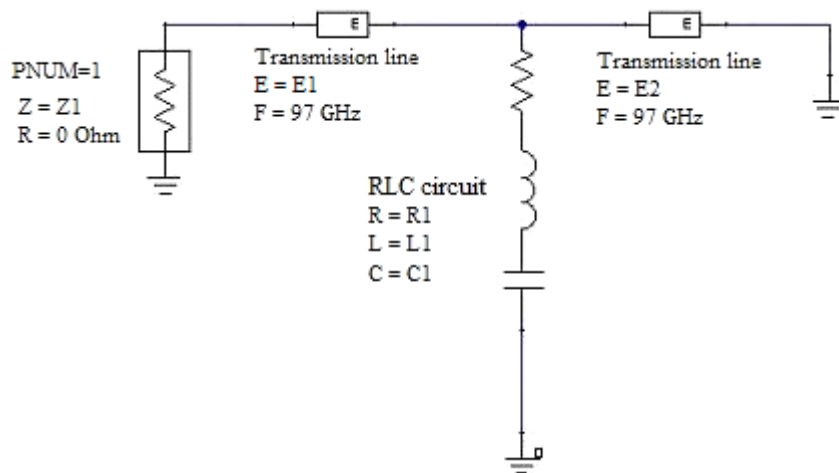 E
E
Transmission line
E = E1
F = 97 GHz
Transmission line
E = E2
F = 97 GHz
PNUM=1
Z = Z1
R = 0 Ohm
RLC circuit
R = R1
L = L1
C = C1